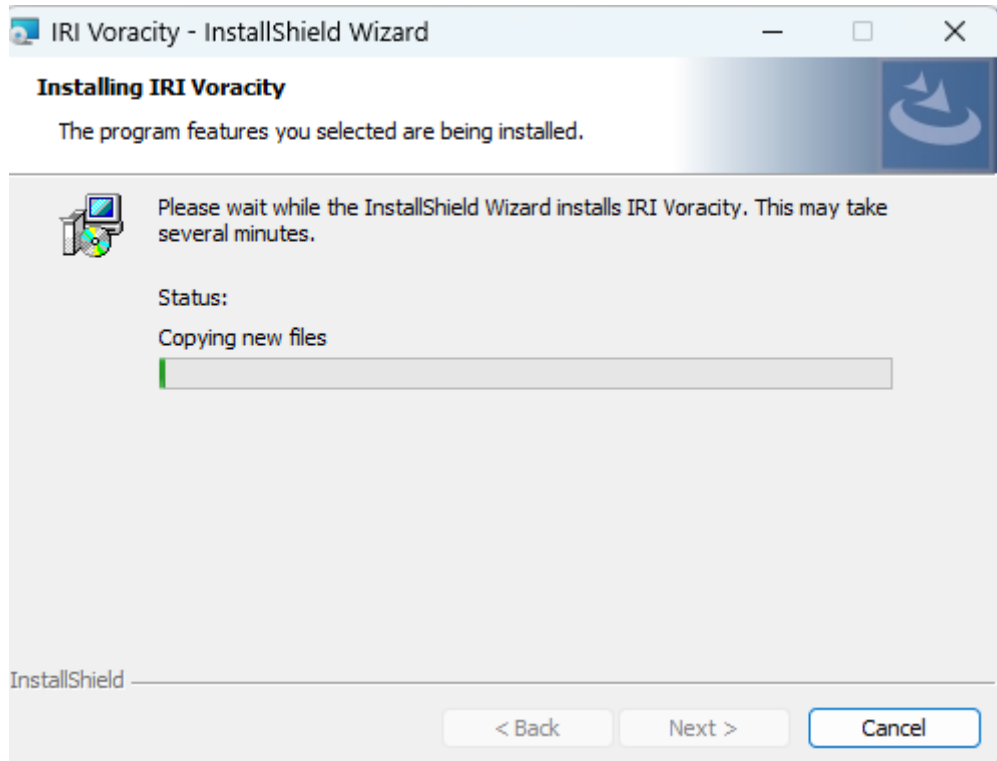 IRI Voracity - InstallShield Wizard
Installing IRI Voracity
The program features you selected are being installed.
Please wait while the InstallShield Wizard installs IRI Voracity. This may take
several minutes.
Status:
Copying new files
InstallShield
< Back
Next >
Cancel